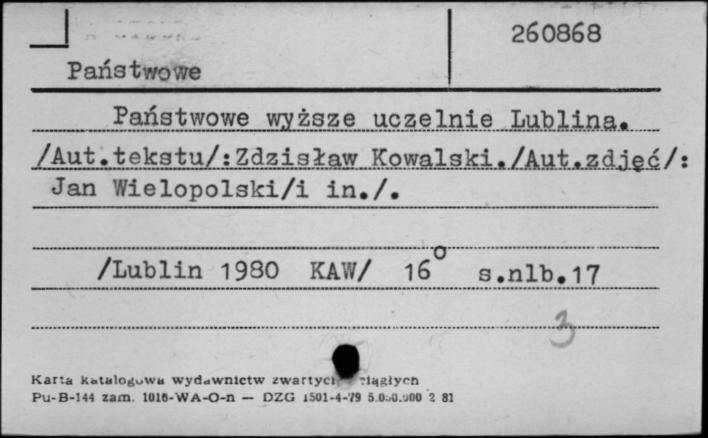 260868
Państwowe
Państwowe wyższe uczelnie Lublina.
/Aut.tekstu/:Zdzisław Kowalski./Aut.zdjęć/:
Jan Wielopolski/i in./.
/Lublin 1980 KAW/ 16° s.nlb.17
3
Karta katalogowa wydawnictw zwartych ciągłych
Pu-B-144 zam. 1016-WA-O-n — DZG 1501-4-79 5.000.000 2 81